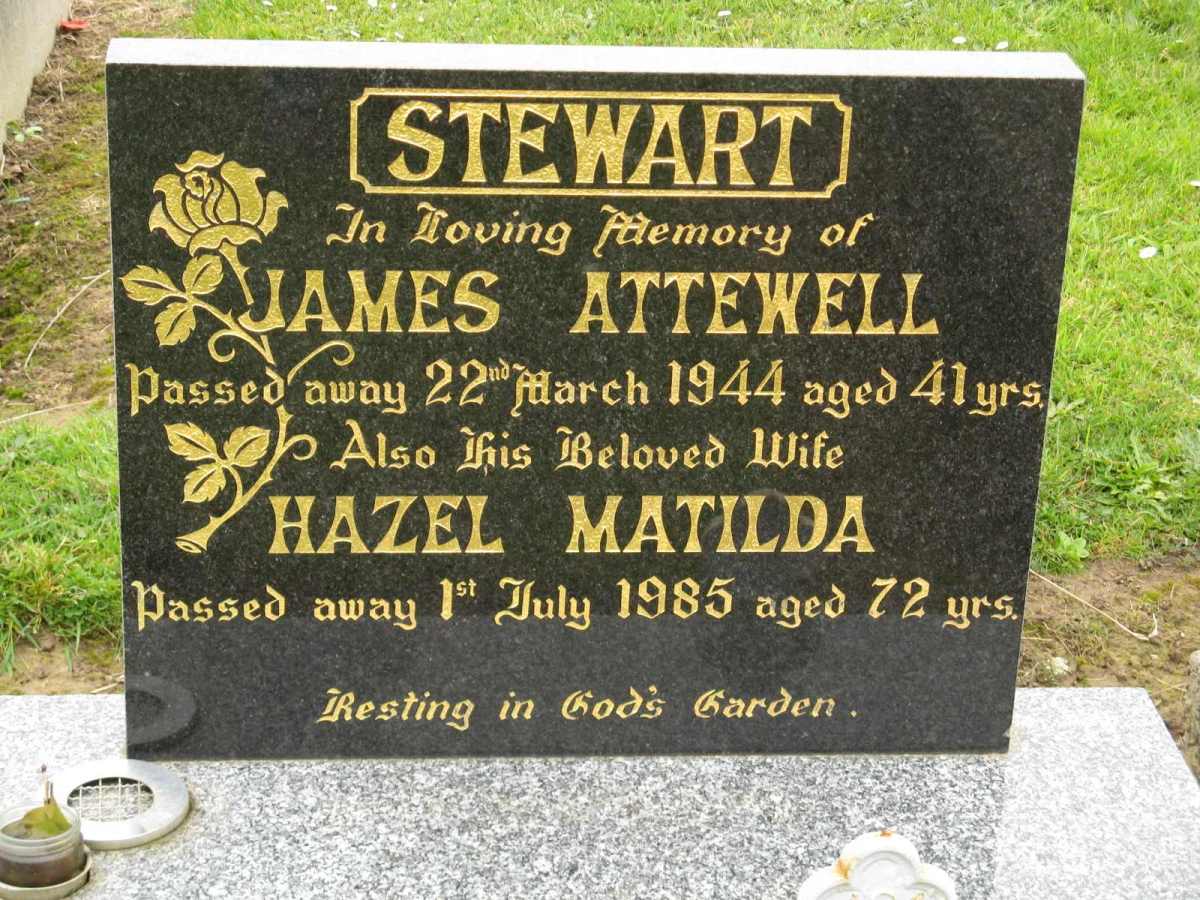 STEWART
In Loving Memory of
JAMES ATTEWELL
Passed away 22nd March 1944 aged 41 yrs.
Also His Beloved Wife
HAZEL MATILDA
Passed away 1st July 1985 aged 72 yrs.
Resting in God's Garden.